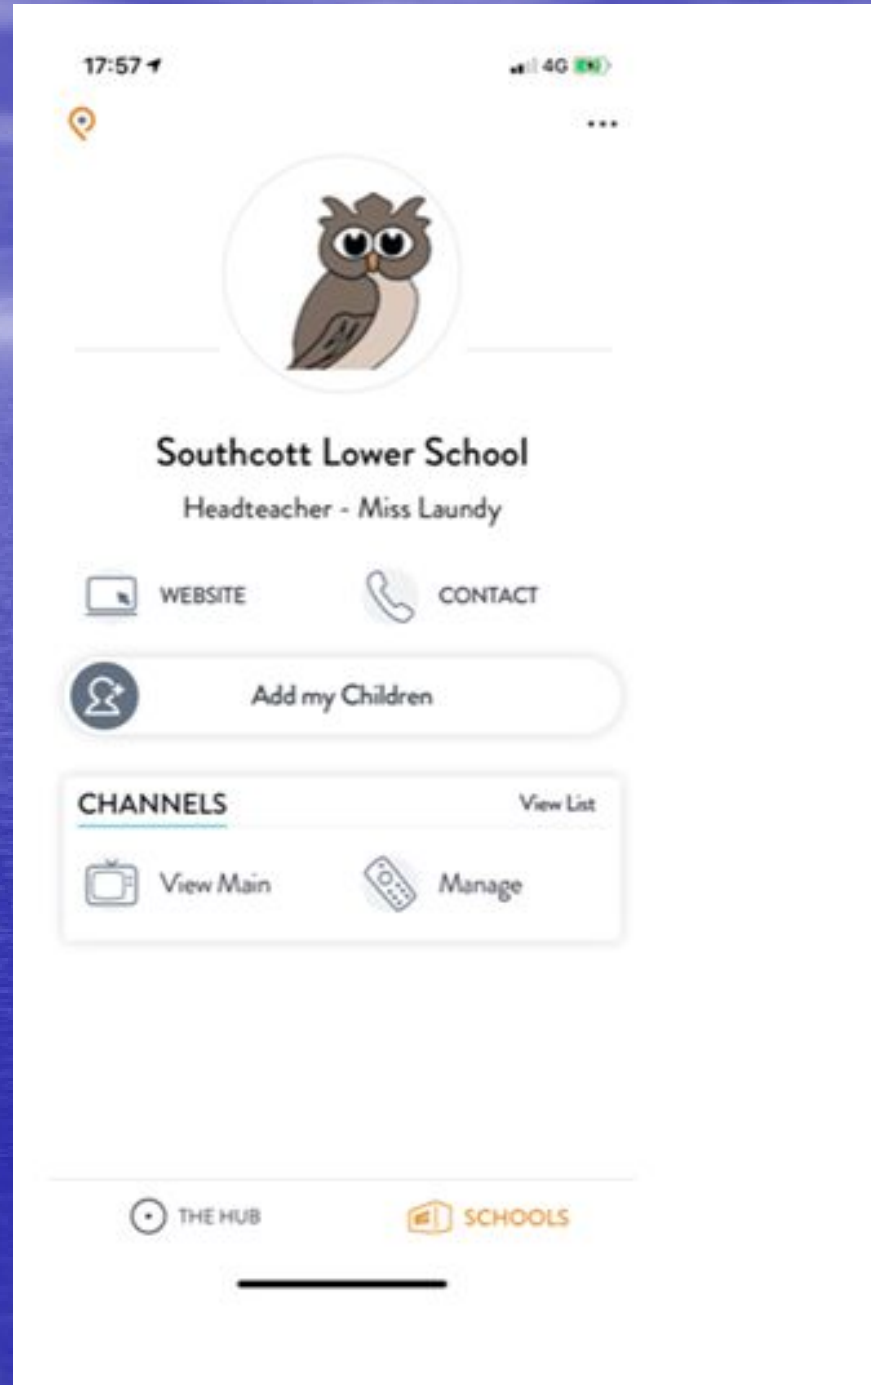 17:57 4G
Southcott Lower School
Headteacher - Miss Laundy
WEBSITE CONTACT
Add my Children
CHANNELS View List
View Main Manage
THE HUB SCHOOLS